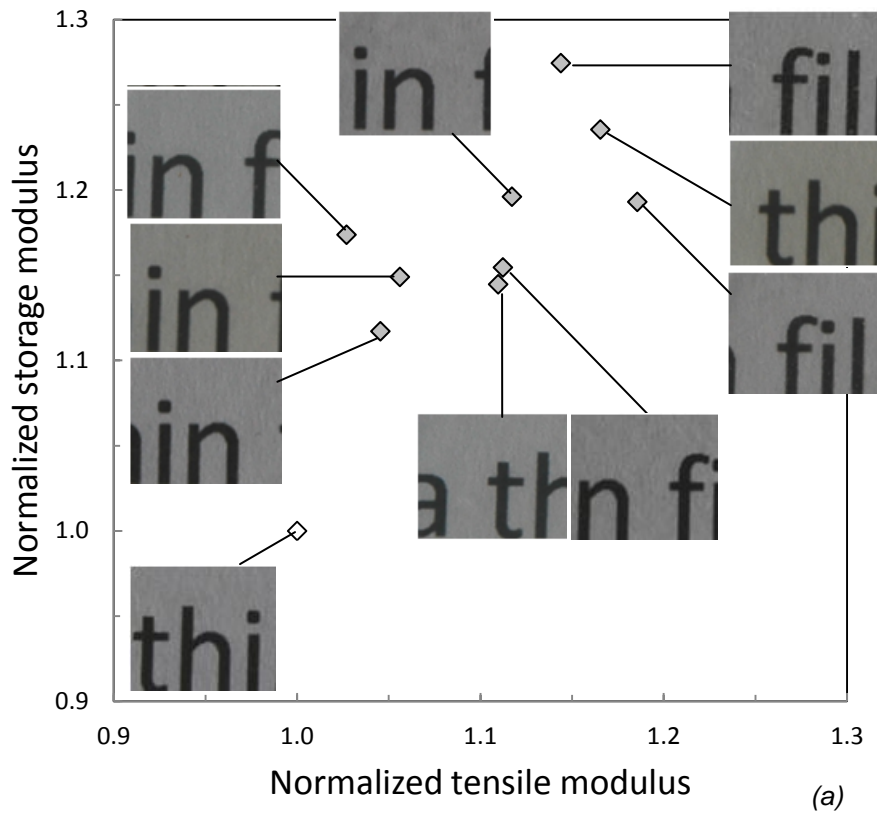 1.3
in f
fil
in f
1.2
thi
in
fil
Normalized storage modulus
1.1
in
a th
n fi
1.0
thi
0.9
0.9 1.0 1.1 1.2 1.3
Normalized tensile modulus
(a)